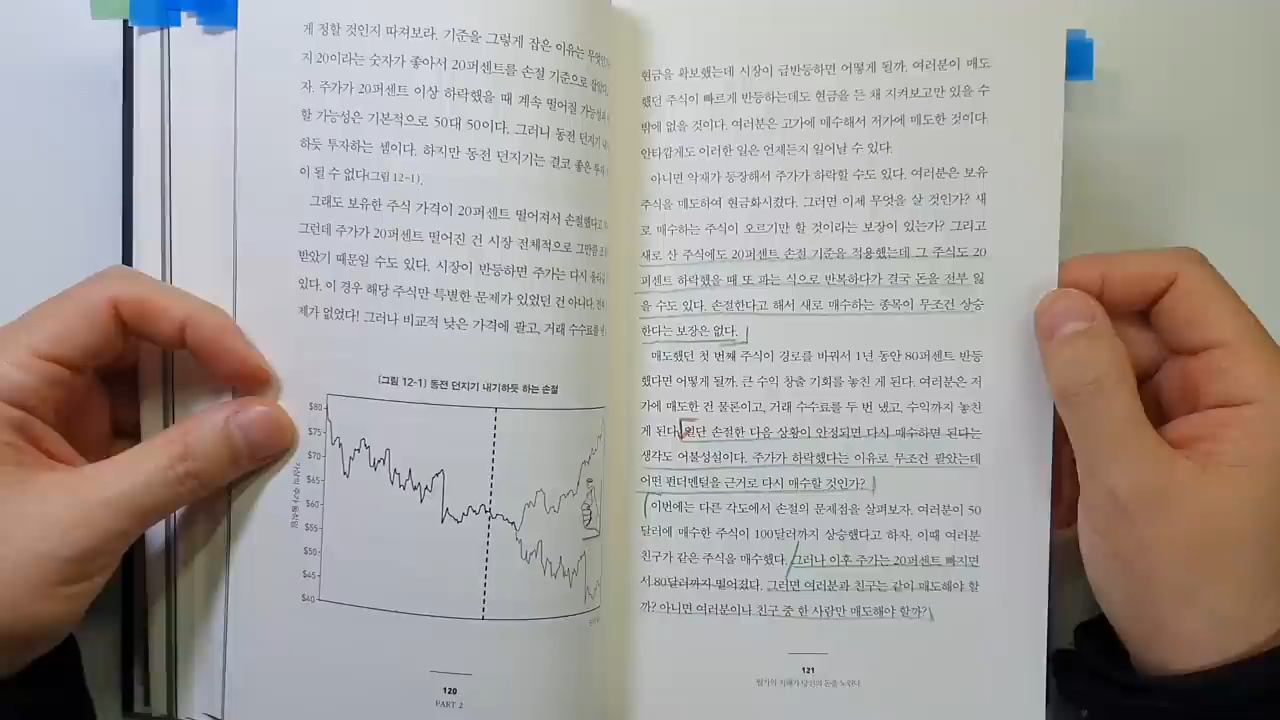 게 정할 것인지 따져보라. 기준을 그렇게 잡은 이유는
지 20이라는 숫자가 좋아서 20퍼센트를 손절 기준으로
자. 주가가 20퍼센트 이상 하락했을 때 계속 떨어질
할 가능성은 기본적으로 50대 50이다. 그러니 동전 던지기
하듯 투자하는 셈이다. 하지만 동전 던지기는 결코 좋은
이 될 수 없다(그림 12-1).
그래도 보유한 주식 가격이 20퍼센트 떨어져서
그런데 주가가 20퍼센트 떨어진 건 시장 전체적으로
받았기 때문일 수도 있다. 시장이 반등하면 주가는 다시
있다. 이 경우 해당 주식만 특별한 문제가 있었던 건 아니다.
제가 없었다! 그러나 비교적 낮은 가격에 팔고, 거래 수수료를
(그림 12-1) 동전 던지기 내기하듯 하는 손절
$80
$75
$70
$65
$60
$55
$50
$45
$40
120
PART 2
현금을 확보했는데 시장이 급반등하면 어떻게 될까. 여러분이 매도
했던 주식이 빠르게 반등하는데도 현금을 든 채 지켜보고만 있을 수
밖에 없을 것이다. 여러분은 고가에 매수해서 저가에 매도한 것이다.
안타깝게도 이러한 일은 언제든지 일어날 수 있다.
아니면 악재가 등장해서 주가가 하락할 수도 있다. 여러분은 보유
주식을 매도하여 현금화시켰다. 그러면 이제 무엇을 살 것인가? 새
로 매수하는 주식이 오르기만 할 것이라는 보장이 있는가? 그리고
새로 산 주식에도 20퍼센트 손절 기준을 적용했는데 그 주식도 20
퍼센트 하락했을 때 또 파는 식으로 반복하다가 결국 돈을 전부 잃
을 수도 있다. 손절한다고 해서 새로 매수하는 종목이 무조건 상승
한다는 보장은 없다.
매도했던 첫 번째 주식이 경로를 바꿔서 1년 동안 80퍼센트 반등
했다면 어떻게 될까. 큰 수익 창출 기회를 놓친 게 된다. 여러분은 저
가에 매도한 건 물론이고, 거래 수수료를 두 번 냈고, 수익까지 놓친
게 된다. 일단 손절한 다음 상황이 안정되면 다시 매수하면 된다는
생각도 어불성설이다. 주가가 하락했다는 이유로 무조건 팔았는데
어떤 펀더멘털을 근거로 다시 매수할 것인가?
이번에는 다른 각도에서 손절의 문제점을 살펴보자. 여러분이 50
달러에 매수한 주식이 100달러까지 상승했다고 하자. 이때 여러분
친구가 같은 주식을 매수했다. 그러나 이후 주가는 20퍼센트 빠지면
서 80달러까지 떨어졌다. 그러면 여러분과 친구는 같이 매도해야 할
까? 아니면 여러분이나 친구 중 한 사람만 매도해야 할까?
121